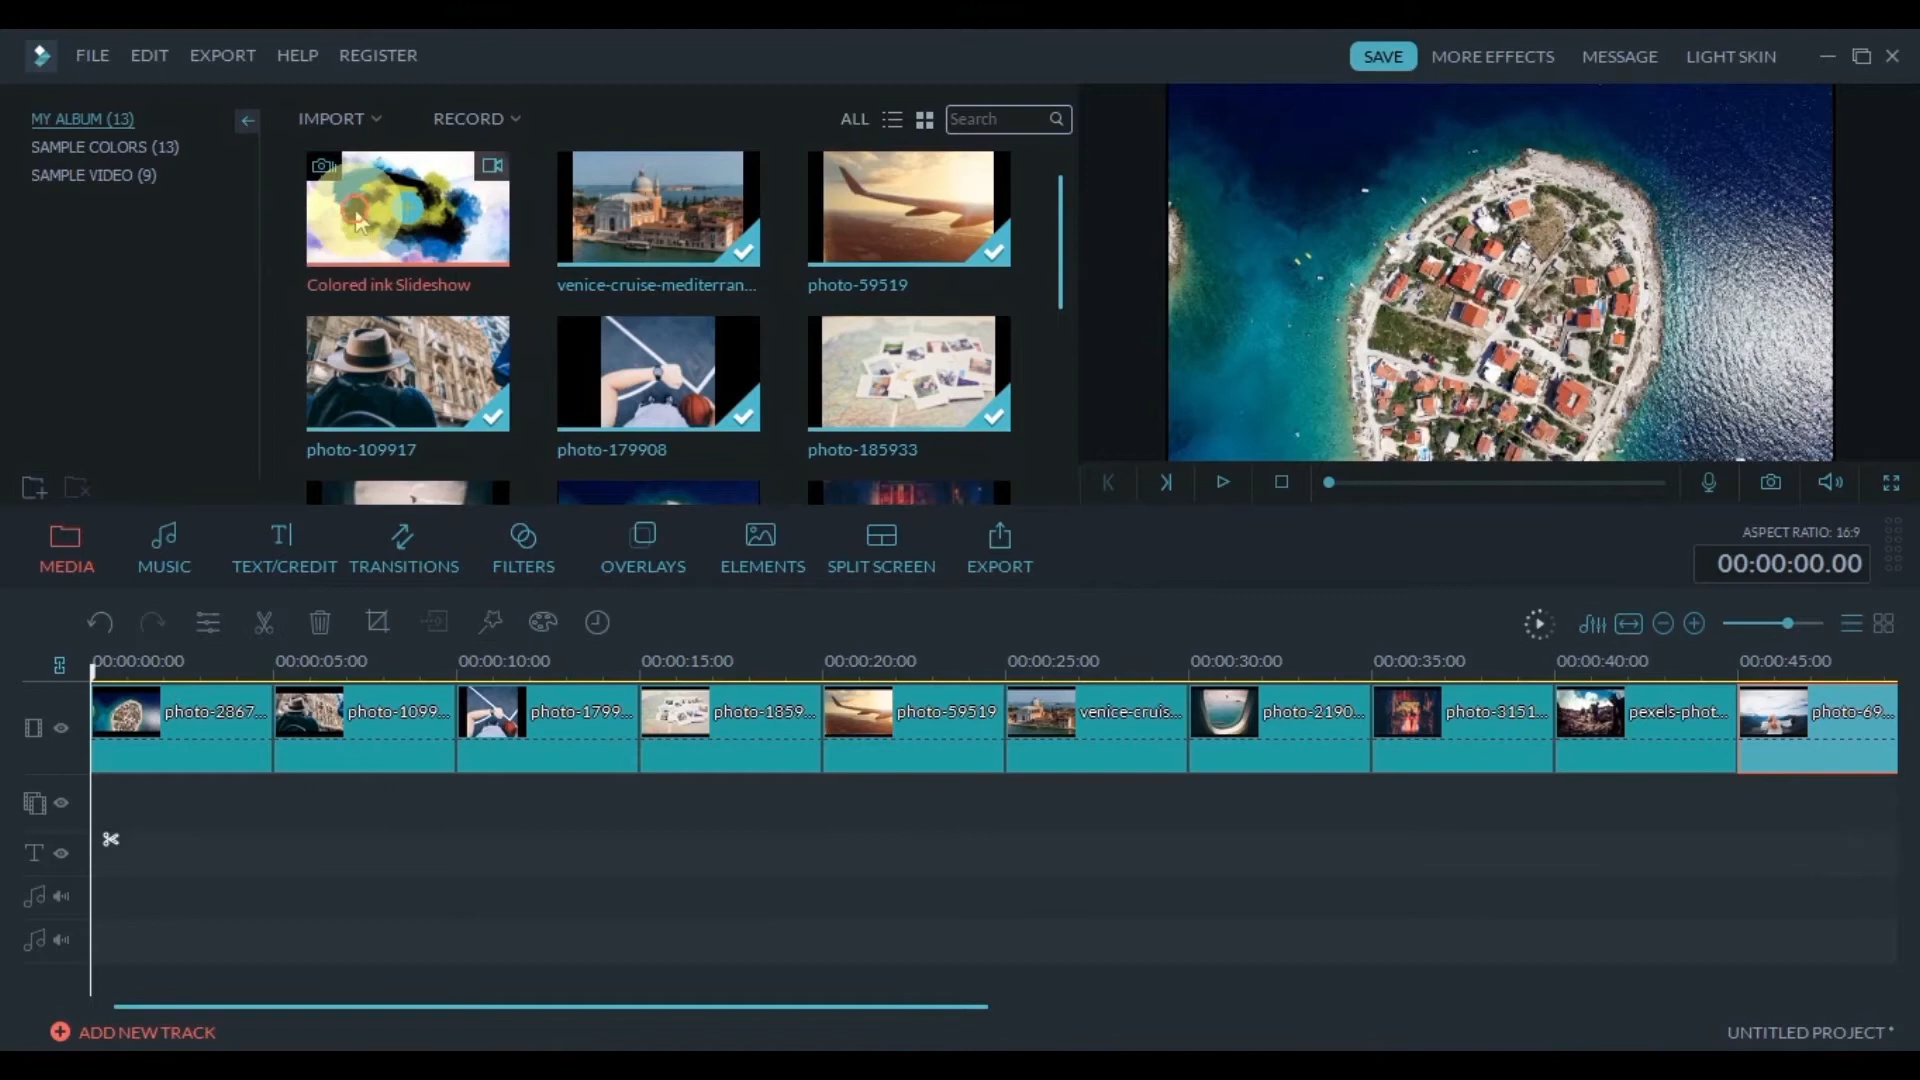 FILE EDIT EXPORT HELP REGISTER
SAVE MORE EFFECTS MESSAGE LIGHT SKIN
MY ALBUM (13)
SAMPLE COLORS (13)
SAMPLE VIDEO (9)
IMPORT RECORD ALL Search
Colored ink Slideshow
venice-cruise-mediterran...
photo-59519
photo-109917
photo-179908
photo-185933
MEDIA MUSIC TEXT/CREDIT TRANSITIONS FILTERS OVERLAYS ELEMENTS SPLIT SCREEN EXPORT
ASPECT RATIO: 16:9
00:00:00.00
00:00:00:00 00:00:05:00 00:00:10:00 00:00:15:00 00:00:20:00 00:00:25:00 00:00:30:00 00:00:35:00 00:00:40:00 00:00:45:00
photo-2867... photo-1099... photo-1799... photo-1859... photo-59519 venice-cruis... photo-2190... photo-3151... pexels-phot... photo-69...
ADD NEW TRACK
UNTITLED PROJECT *